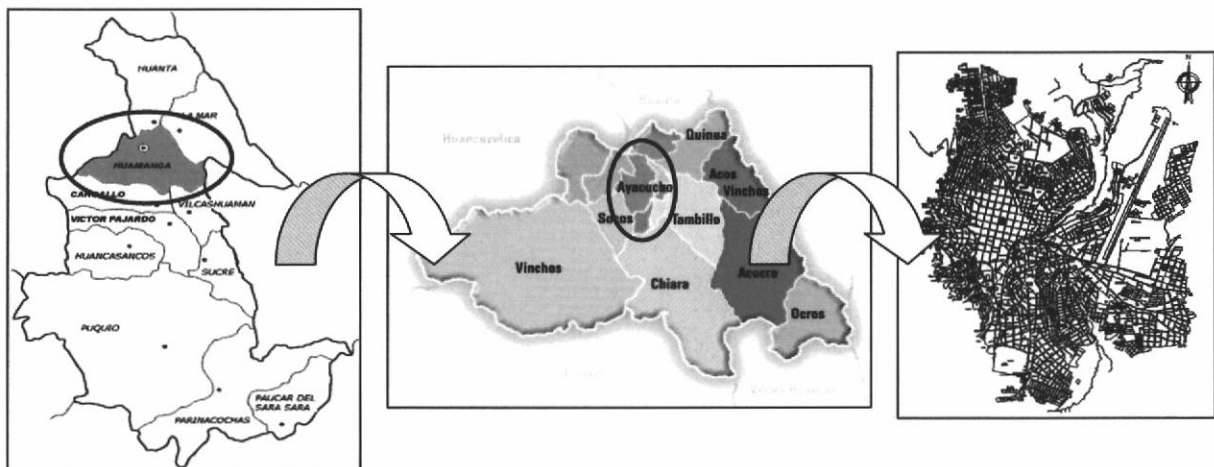 HUANTA
LA MAR
HUAMANGA
CANGALLO
VILCASHUAMAN
VICTOR PAJARDO
HUANCASANCOS
SUCRE
PUQUIO
PAUCAR DEL
SARA SARA
PARINACOCHAS
Huancavelica
Quinua
Acos
Vinchos
Ayacucho
Socos
Tambillo
Vinchos
Chiara
Acocro
Ocros
N